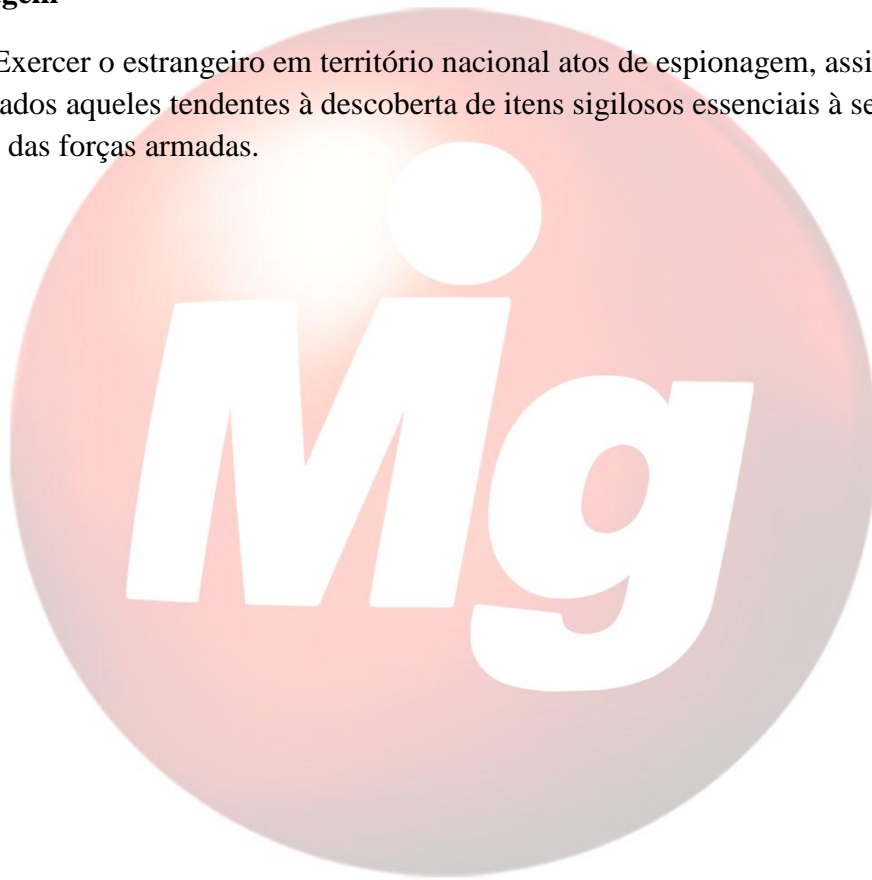 gem
Exercer o estrangeiro em território nacional atos de espionagem, assi
ados aqueles tendentes à descoberta de itens sigilosos essenciais à se
das forças armadas.
Mg